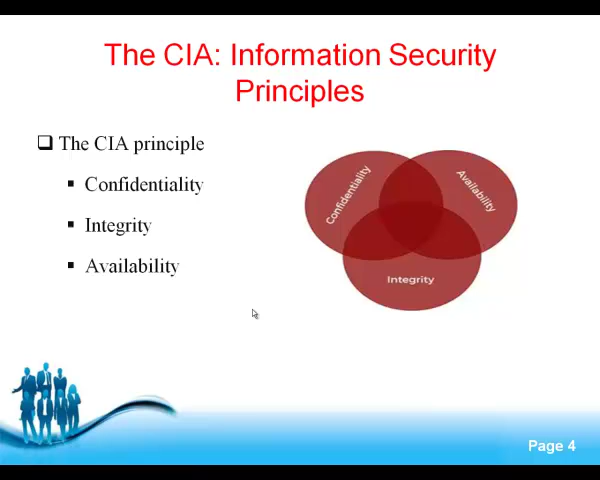 The CIA: Information Security
Principles
The CIA principle
Confidentiality
Integrity
Availability
Confidentiality
Availability
Integrity
Page 4